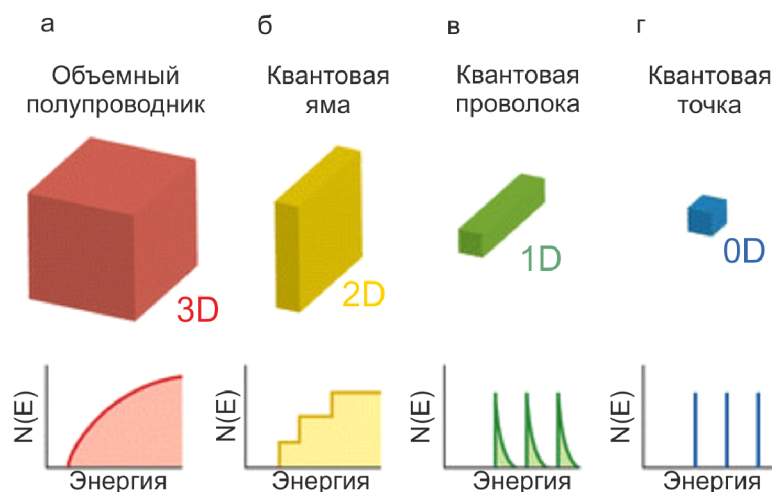 а
б
в
г
Объемный
полупроводник
Квантовая
яма
Квантовая
проволока
Квантовая
точка
3D
2D
1D
0D
N(E)
Энергия
N(E)
Энергия
N(E)
Энергия
N(E)
Энергия